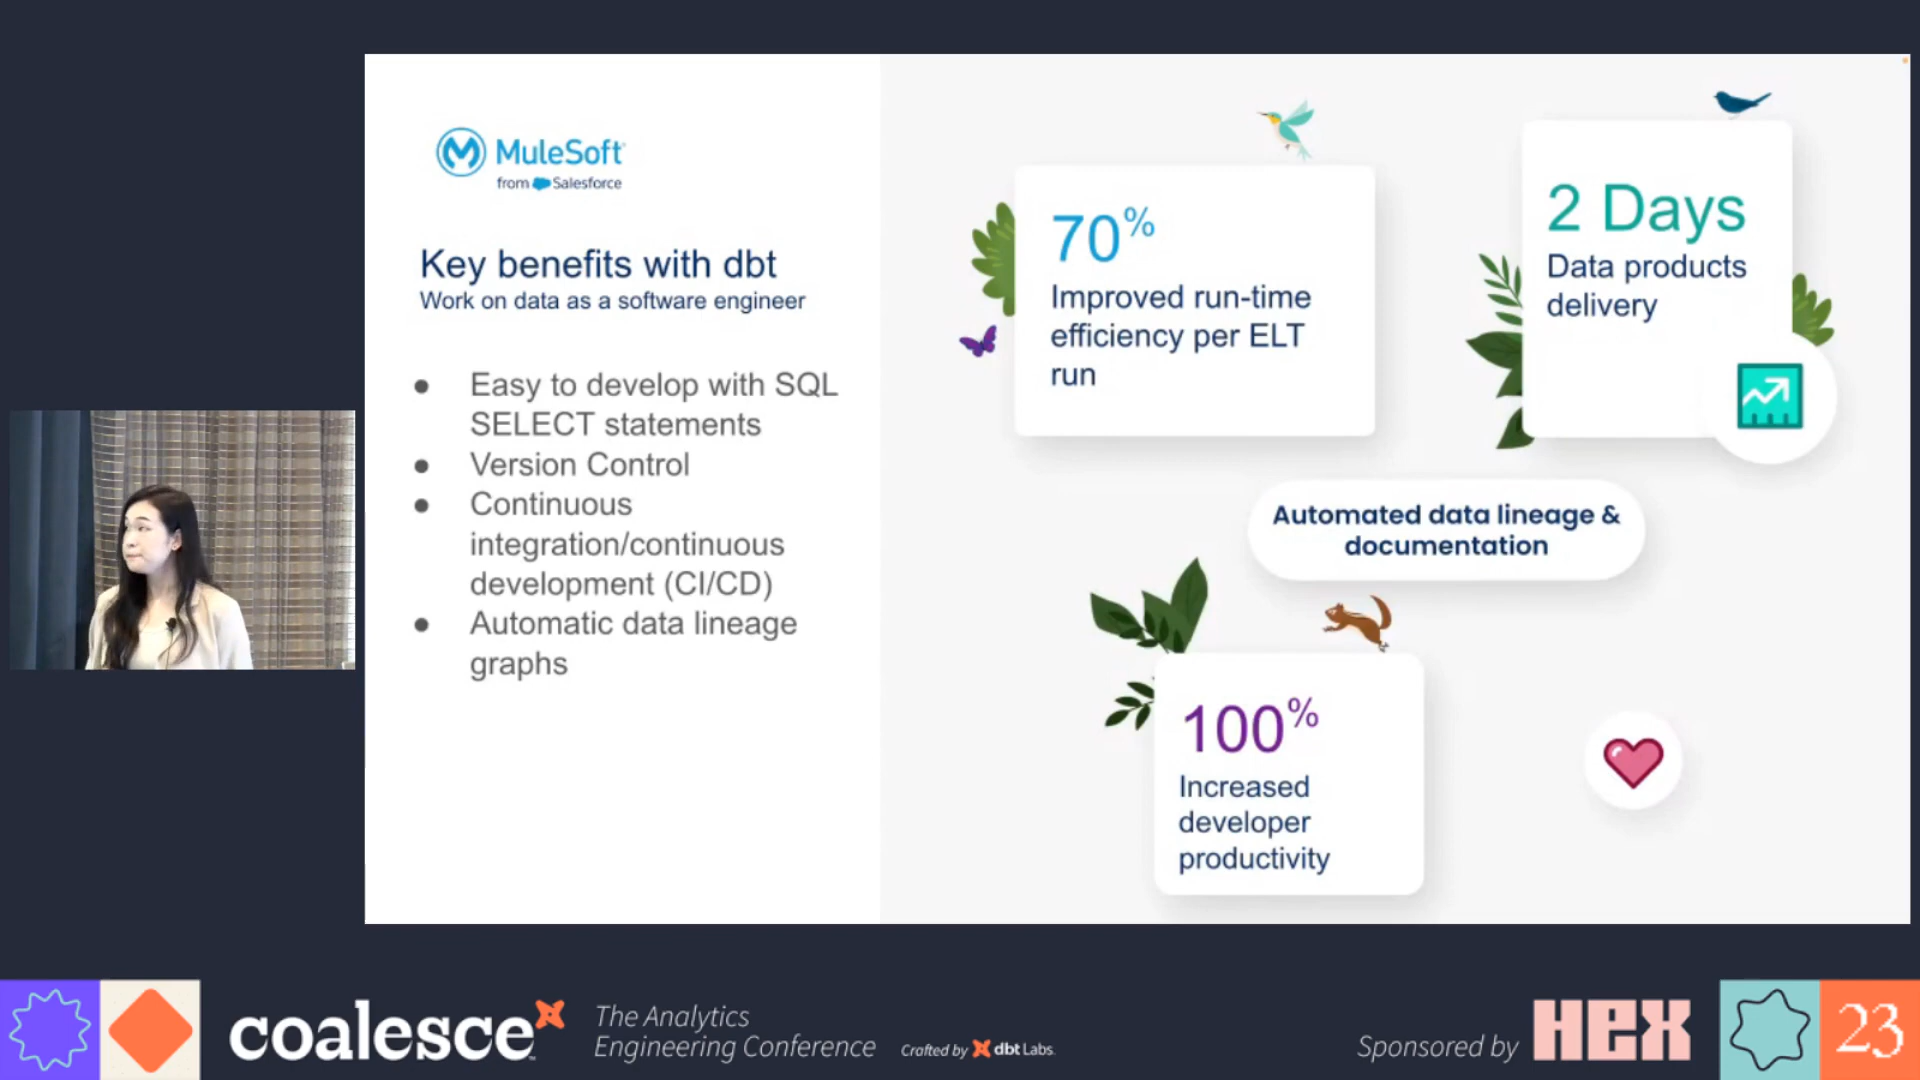 MuleSoft
from Salesforce
Key benefits with dbt
Work on data as a software engineer
● Easy to develop with SQL
SELECT statements
● Version Control
● Continuous
integration/continuous
development (CI/CD)
● Automatic data lineage
graphs
70%
Improved run-time
efficiency per ELT
run
2 Days
Data products
delivery
Automated data lineage &
documentation
100%
Increased
developer
productivity
coalesce
The Analytics
Engineering Conference
Crafted by dbt Labs.
Sponsored by HEX
23